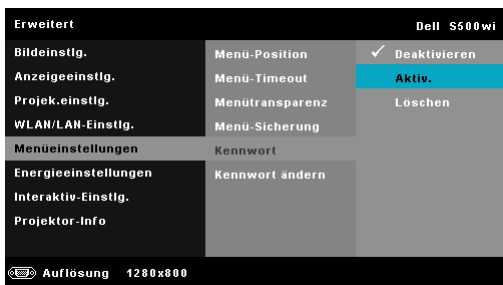 Erweitert
Dell S500wi
Bildeinstlg.
Anzeigeeinstlg.
Projek.einstlg.
WLAN/LAN-Einstlg.
Menüeinstellungen
Energieeinstellungen
Interaktiv-Einstlg.
Projektor-Info
Menü-Position
Menü-Timeout
Menütransparenz
Menü-Sicherung
Kennwort
Kennwort ändern
✓ Deaktivieren
Aktiv.
Löschen
Auflösung 1280x800